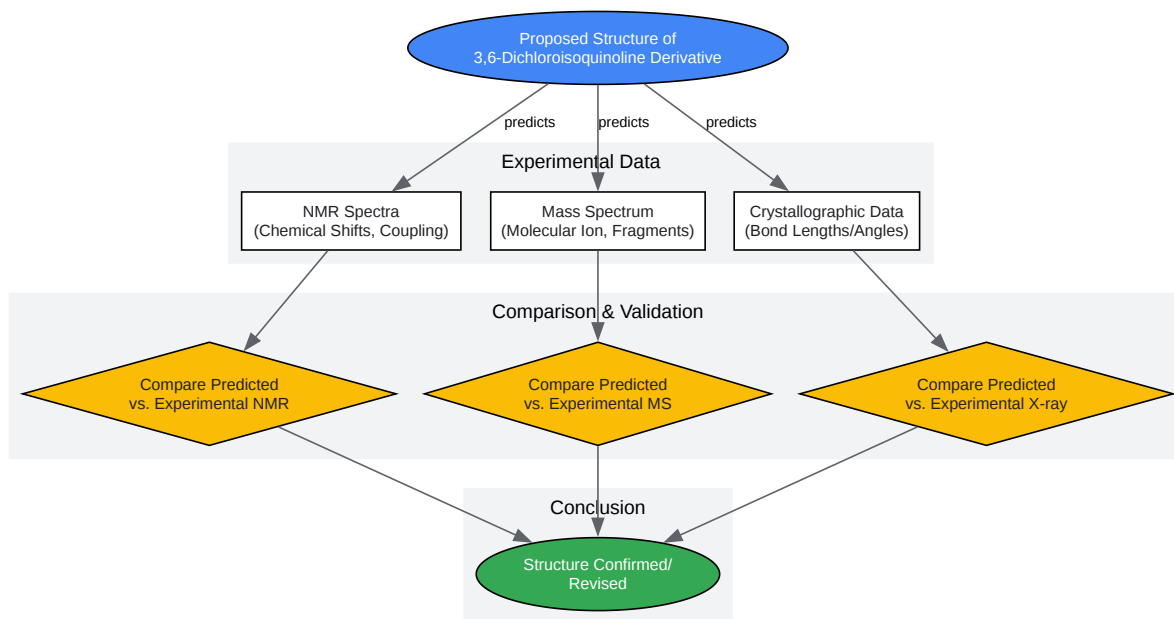 Proposed Structure of
3,6-Dichloroisoquinoline Derivative
predicts
predicts
predicts
Experimental Data
NMR Spectra
(Chemical Shifts, Coupling)
Mass Spectrum
(Molecular Ion, Fragments)
Crystallographic Data
(Bond Lengths/Angles)
Comparison & Validation
Compare Predicted
vs. Experimental NMR
Compare Predicted
vs. Experimental MS
Compare Predicted
vs. Experimental X-ray
Conclusion
Structure Confirmed/
Revised